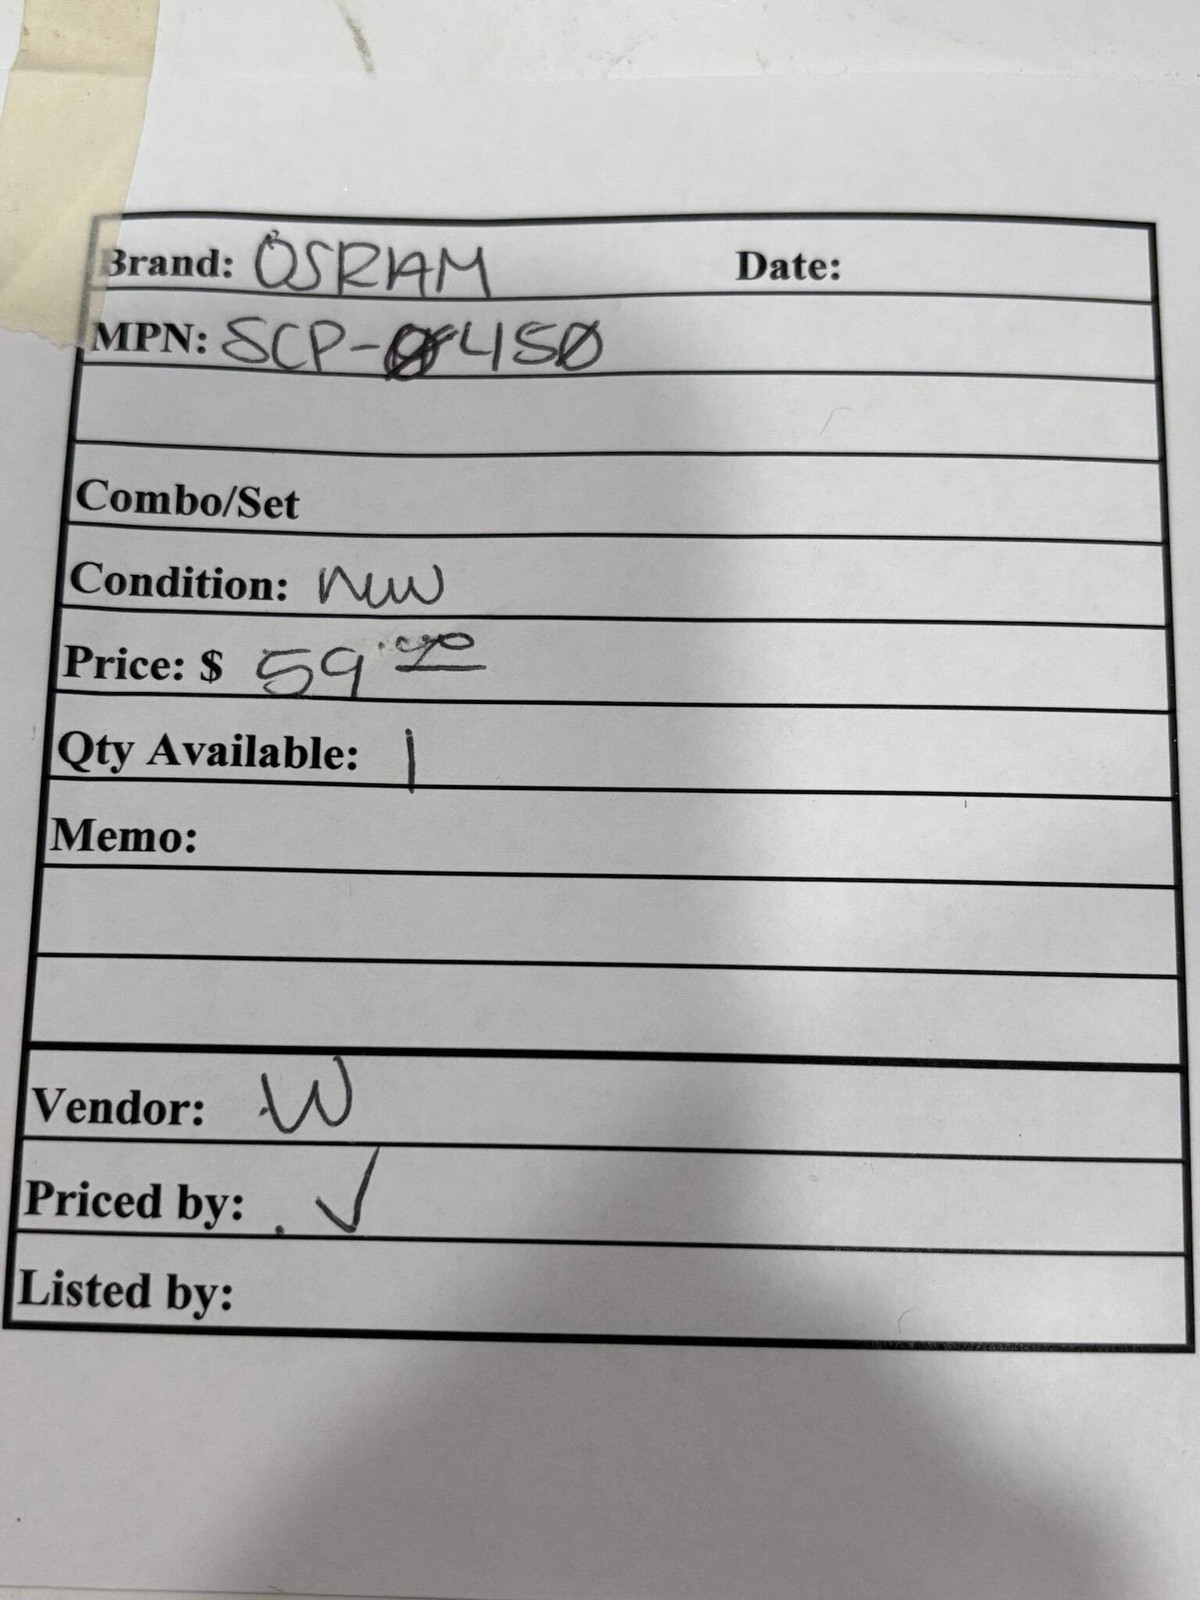 Brand: OSRAM Date:
MPN: SCP-450
Combo/Set
Condition: new
Price: $ 59
Qty Available: 1
Memo:
Vendor: W
Priced by: ✓
Listed by: